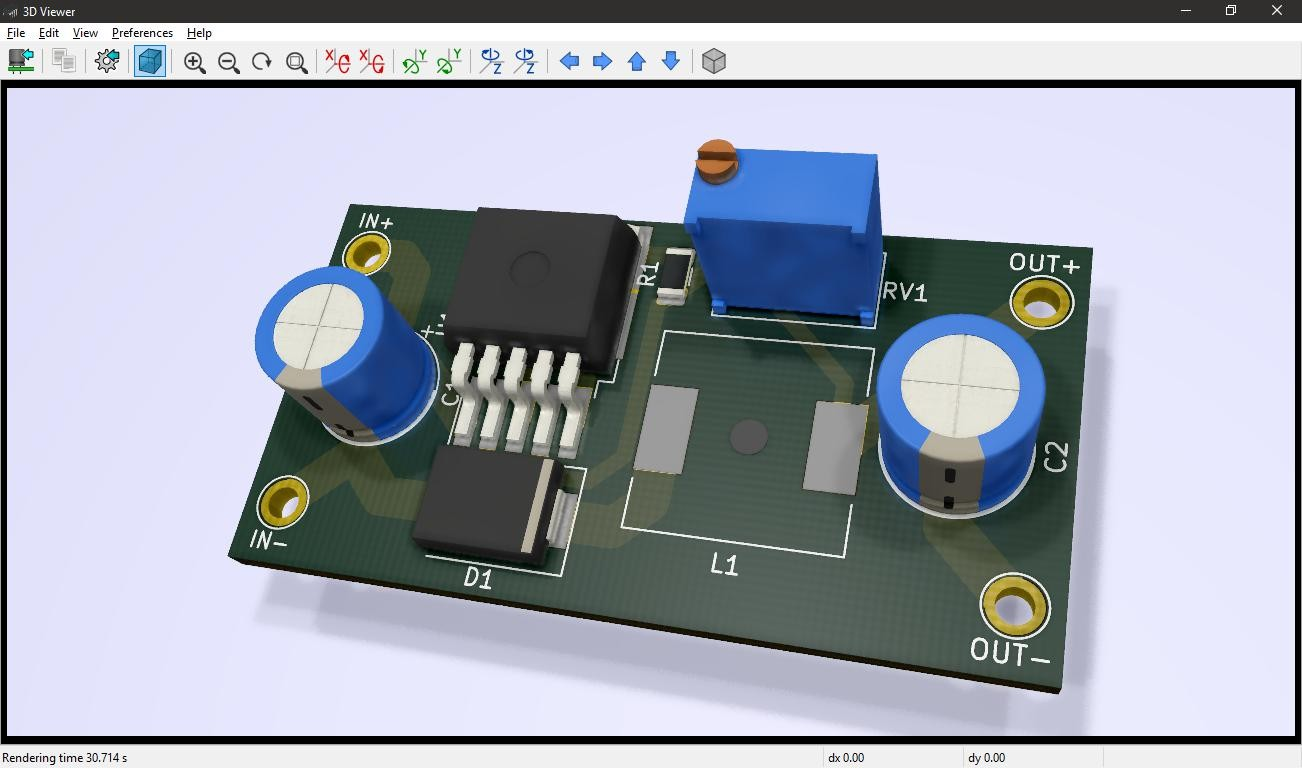 3D Viewer
File Edit View Preferences Help
IN+
OUT+
R1
RV1
+
C1
C2
IN-
D1
L1
OUT-
Rendering time 30.714 s
dx 0.00
dy 0.00